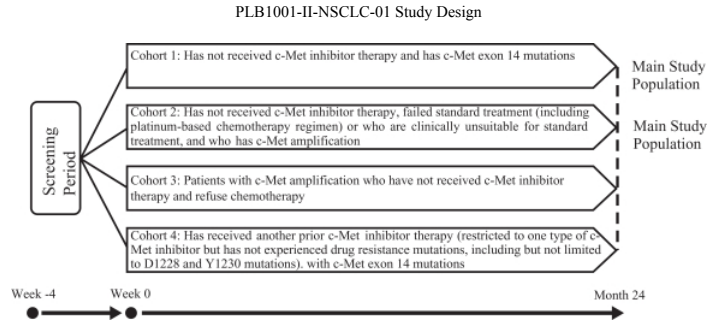 PLB1001-II-NSCLC-01 Study Design
Cohort 1: Has not received c-Met inhibitor therapy and has c-Met exon 14 mutations
Main Study
Population
Cohort 2: Has not received c-Met inhibitor therapy, failed standard treatment (including
platinum-based chemotherapy regimen) or who are clinically unsuitable for standard
treatment, and who has c-Met amplification
Main Study
Population
Screening
Period
Cohort 3: Patients with c-Met amplification who have not received c-Met inhibitor
therapy and refuse chemotherapy
Cohort 4: Has received another prior c-Met inhibitor therapy (restricted to one type of c-
Met inhibitor but has not experienced drug resistance mutations, including but not limited
to D1228 and Y1230 mutations). with c-Met exon 14 mutations
Week -4
Week 0
Month 24